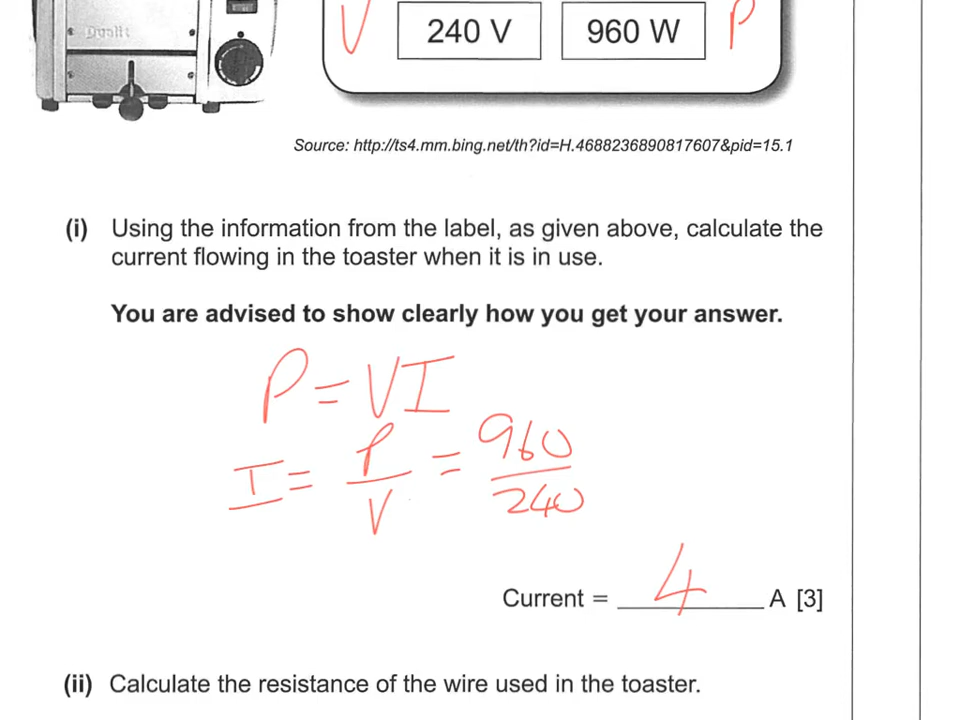 Dualit
V 240 V 960 W P
Source: http://ts4.mm.bing.net/th?id=H.4688236890817607&pid=15.1
(i) Using the information from the label, as given above, calculate the
current flowing in the toaster when it is in use.
You are advised to show clearly how you get your answer.
P = VI
I = P/V = 960/240
Current = 4 A [3]
(ii) Calculate the resistance of the wire used in the toaster.